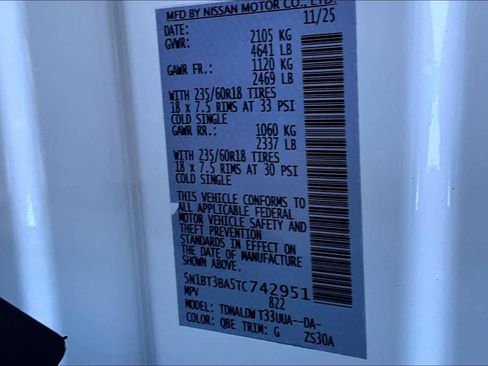 MFD BY NISSAN MOTOR CO., LTD.
DATE: 11/25
GVWR: 2105 KG
4641 LB
GAWR FR.: 1120 KG
2469 LB
WITH 235/60R18 TIRES
18 x 7.5 RIMS AT 33 PSI
COLD SINGLE
GAWR RR.: 1060 KG
2337 LB
WITH 235/60R18 TIRES
18 x 7.5 RIMS AT 30 PSI
COLD SINGLE
THIS VEHICLE CONFORMS TO
ALL APPLICABLE FEDERAL
MOTOR VEHICLE SAFETY AND
THEFT PREVENTION
STANDARDS IN EFFECT ON
THE DATE OF MANUFACTURE
SHOWN ABOVE.
5N1BT3BA5TC742951
MPV 822
MODEL: TDNALDW T33UUA--DA-
COLOR: QBE TRIM: G ZS30A